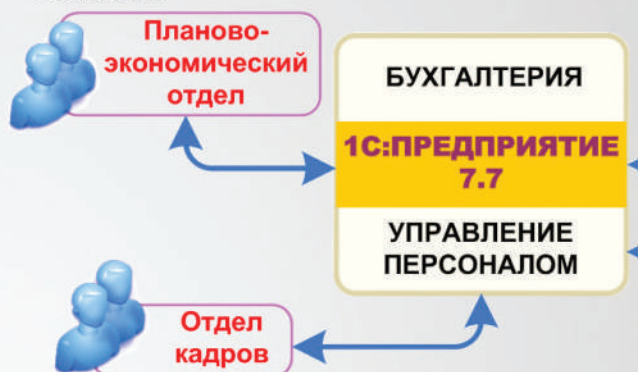 Планово-
экономический
отдел
БУХГАЛТЕРИЯ
1С:ПРЕДПРИЯТИЕ
7.7
УПРАВЛЕНИЕ
ПЕРСОНАЛОМ
Отдел
кадров